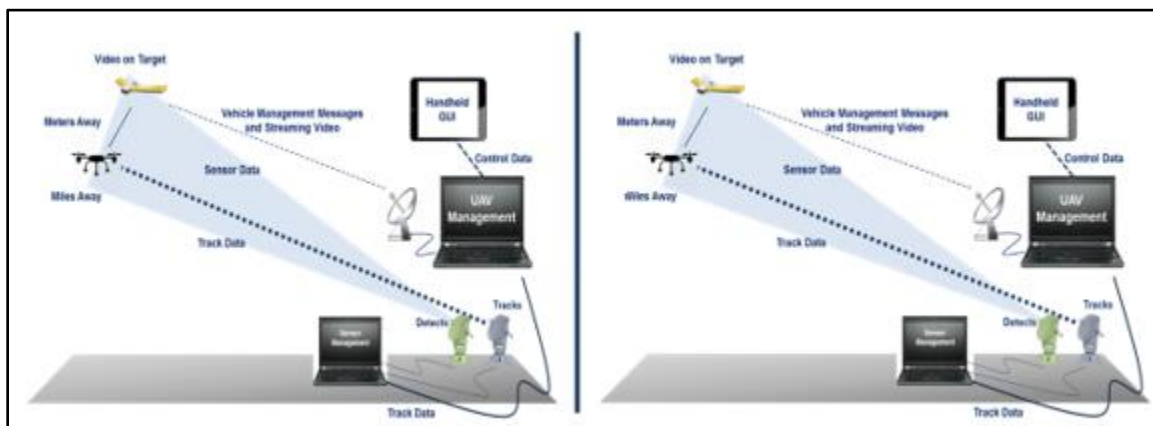 Video on Target
Vehicle Management Messages
and Streaming Video
Handheld
GUI
Meters Away
Control Data
Sensor Data
UAV
Management
Miles Away
Track Data
Tracks
Detects
Sensor
Management
Track Data
Video on Target
Vehicle Management Messages
and Streaming Video
Handheld
GUI
Meters Away
Control Data
Sensor Data
UAV
Management
Miles Away
Track Data
Tracks
Detects
Sensor
Management
Track Data